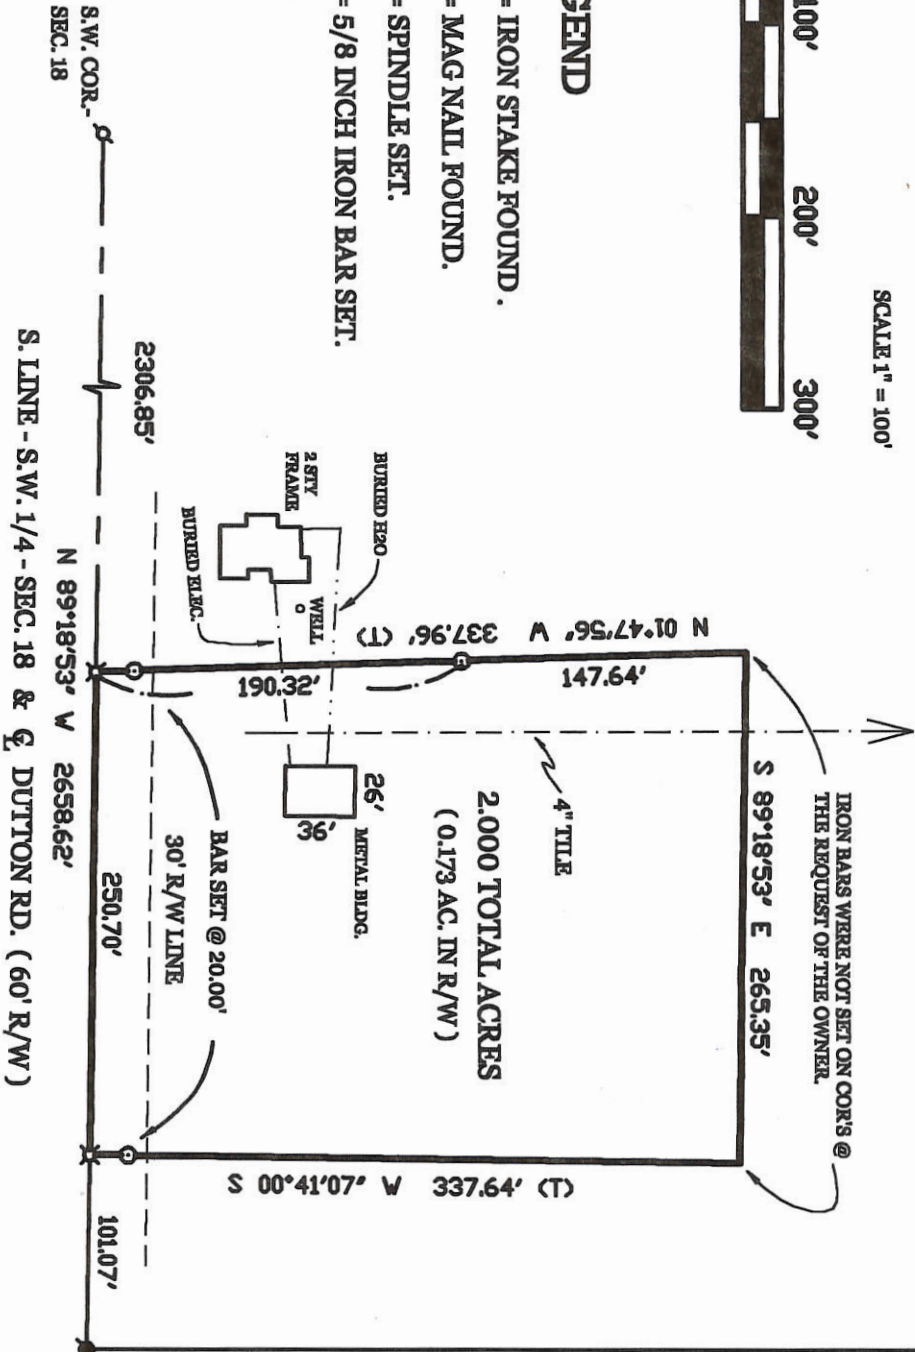 SCALE 1" = 100'
100'
200'
300'
GEND
= IRON STAKE FOUND.
= MAG NAIL FOUND.
= SPINDLE SET.
= 5/8 INCH IRON BAR SET.
IRON BARS WERE NOT SET ON COR'S @
THE REQUEST OF THE OWNER.
S 89°18'53" E 265.35'
N 01°47'56" W 337.96' (T)
147.64'
190.32'
4" TILE
2.000 TOTAL ACRES
( 0.173 AC. IN R/W )
BURIED H2O
2 STY
FRAME
WELL
BURIED ELEC.
26'
36'
METAL BLDG.
S 00°41'07" W 337.64' (T)
BAR SET @ 20.00'
30' R/W LINE
S.W. COR.-
SEC. 18
2306.85'
250.70'
101.07'
N 89°18'53" W 2658.62'
S. LINE - S.W. 1/4 - SEC. 18 & ℄ DUTTON RD. ( 60' R/W )